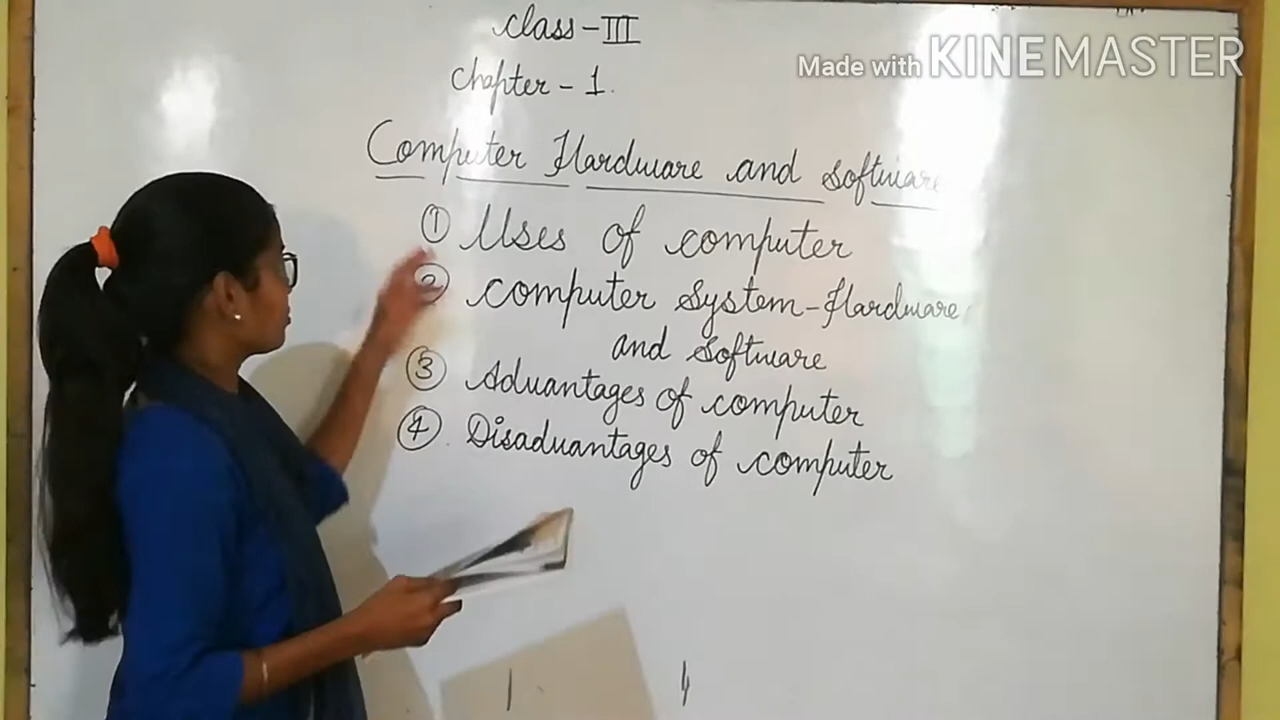 Class - III
Made with KINEMASTER
Chapter - 1.
Computer Hardware and Software
① Uses of computer
② Computer System - Hardware
and Software
③ Advantages of computer
④ Disadvantages of computer